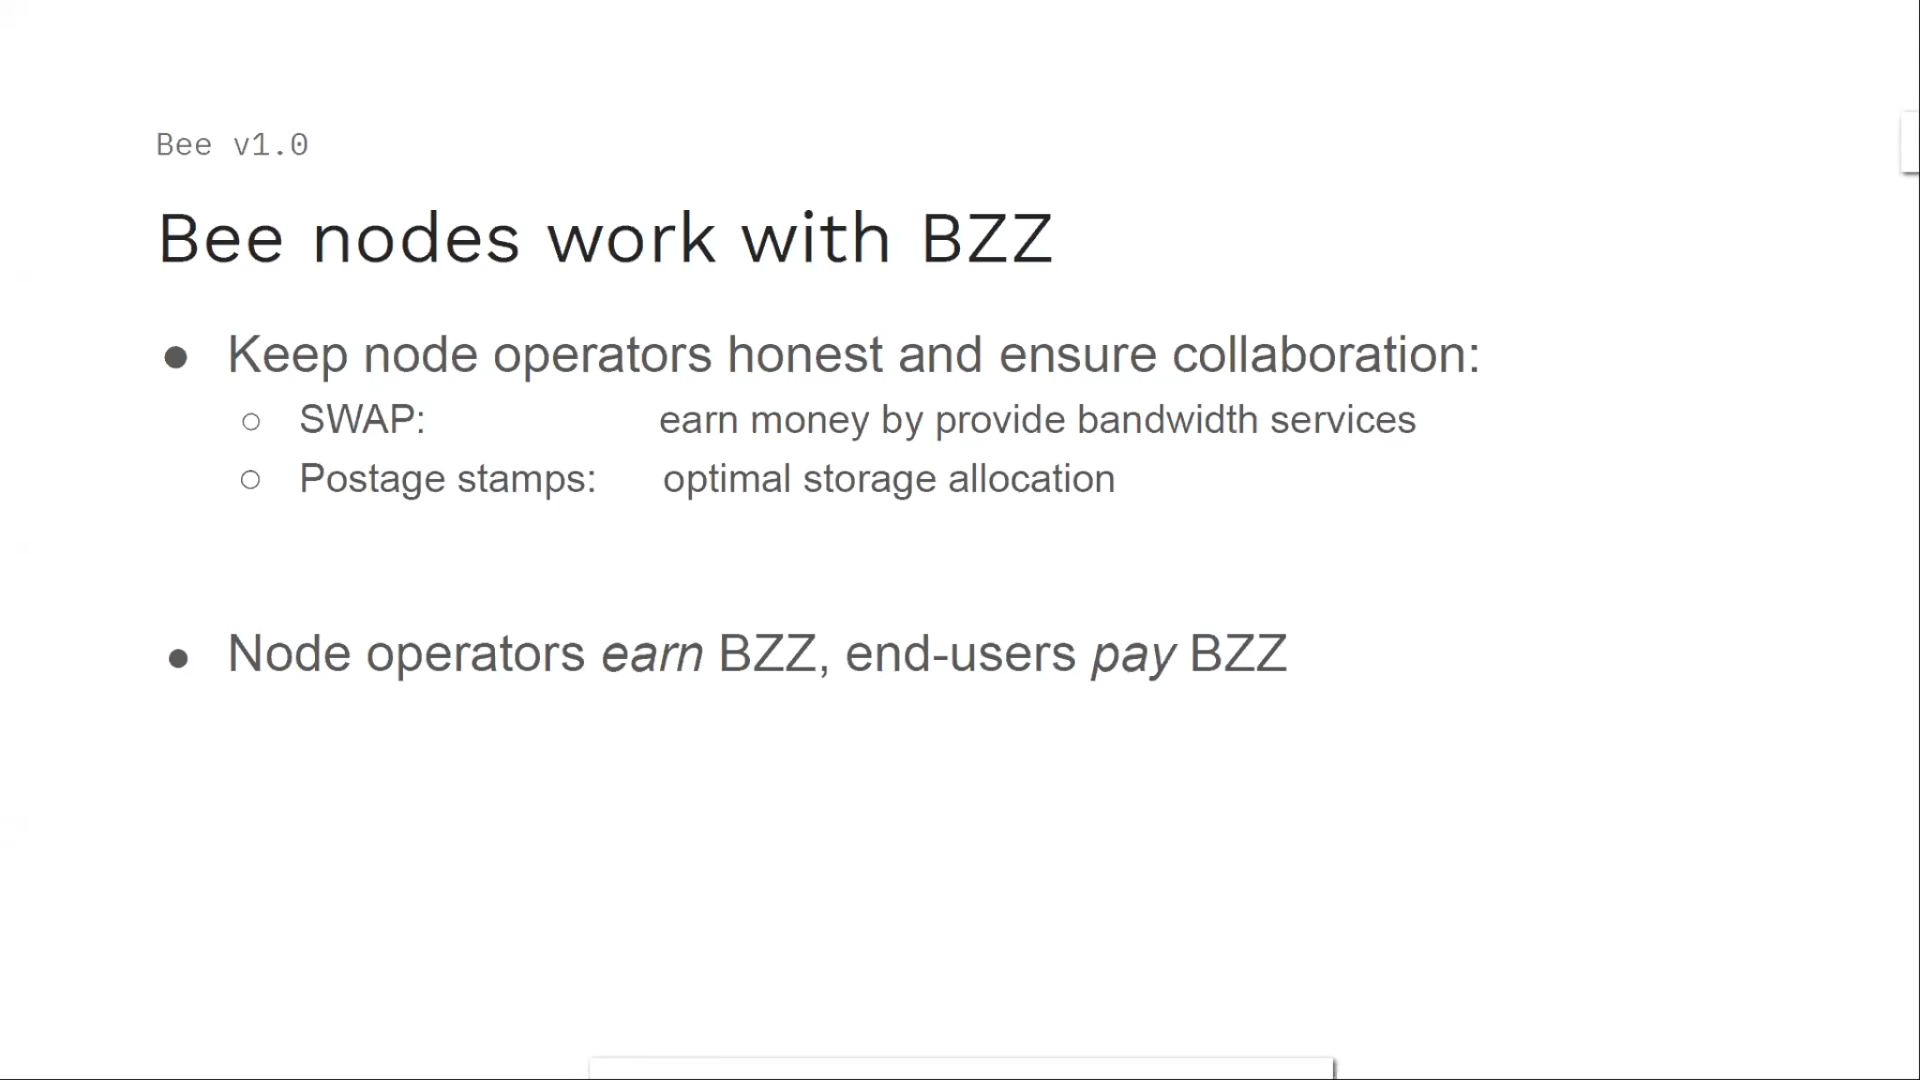 Bee v1.0
Bee nodes work with BZZ
● Keep node operators honest and ensure collaboration:
○ SWAP: earn money by provide bandwidth services
○ Postage stamps: optimal storage allocation
● Node operators earn BZZ, end-users pay BZZ